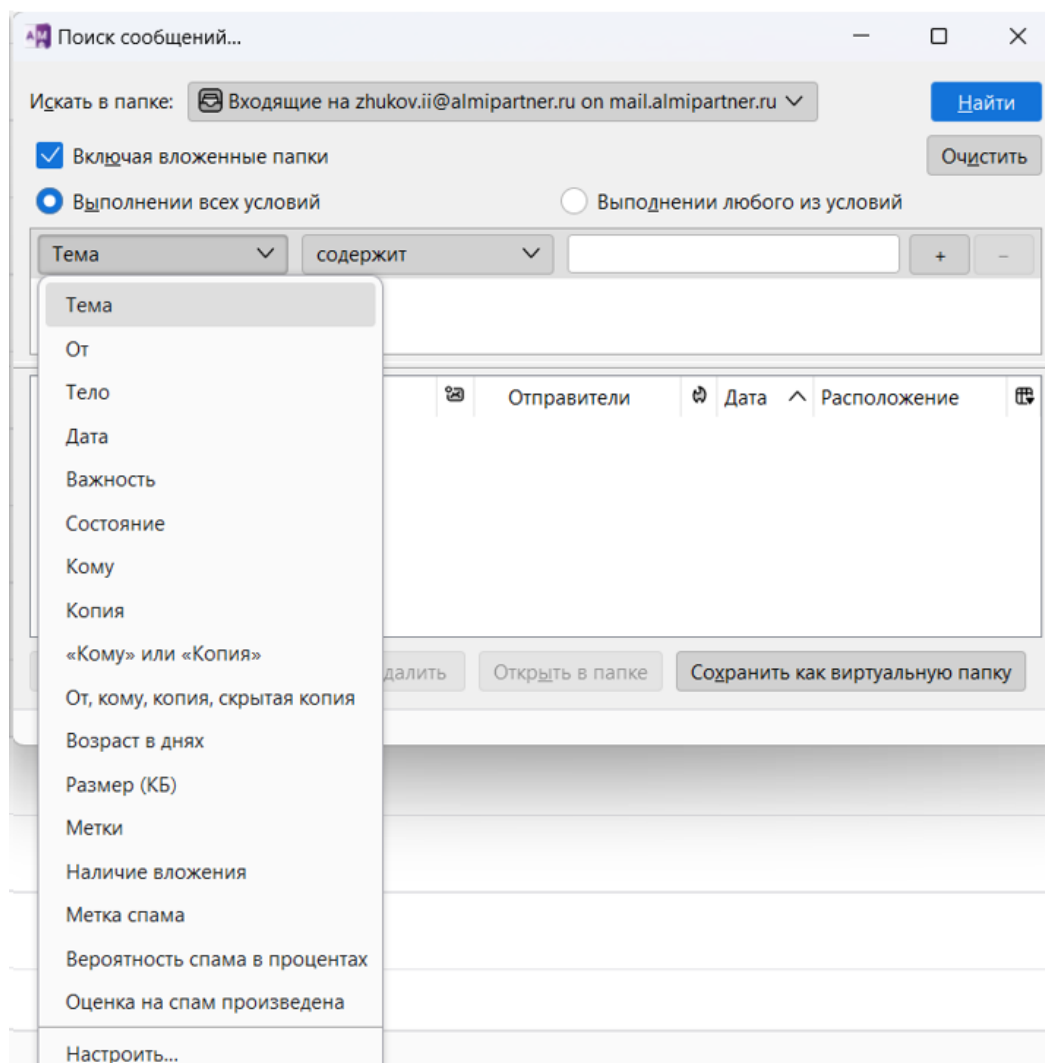 Поиск сообщений...
Искать в папке: Входящие на zhukov.ii@almipartner.ru on mail.almipartner.ru
Найти
Включая вложенные папки
Очистить
Выполнении всех условий
Выполднении любого из условий
Тема
содержит
+
−
Тема
От
Тело
Отправители Дата Расположение
Дата
Важность
Состояние
Кому
Копия
«Кому» или «Копия»
далить Открыть в папке Сохранить как виртуальную папку
От, кому, копия, скрытая копия
Возраст в днях
Размер (КБ)
Метки
Наличие вложения
Метка спама
Вероятность спама в процентах
Оценка на спам произведена
Настроить...